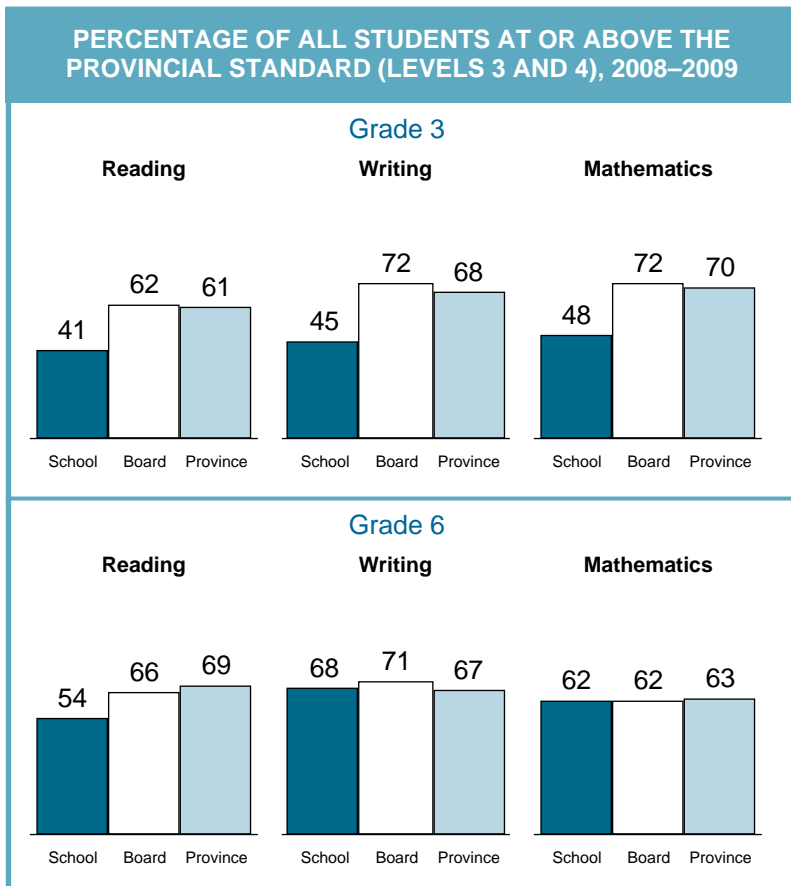 PERCENTAGE OF ALL STUDENTS AT OR ABOVE THE
PROVINCIAL STANDARD (LEVELS 3 AND 4), 2008–2009
Grade 3
Reading Writing Mathematics
41 62 61 45 72 68 48 72 70
School Board Province School Board Province School Board Province
Grade 6
Reading Writing Mathematics
54 66 69 68 71 67 62 62 63
School Board Province School Board Province School Board Province